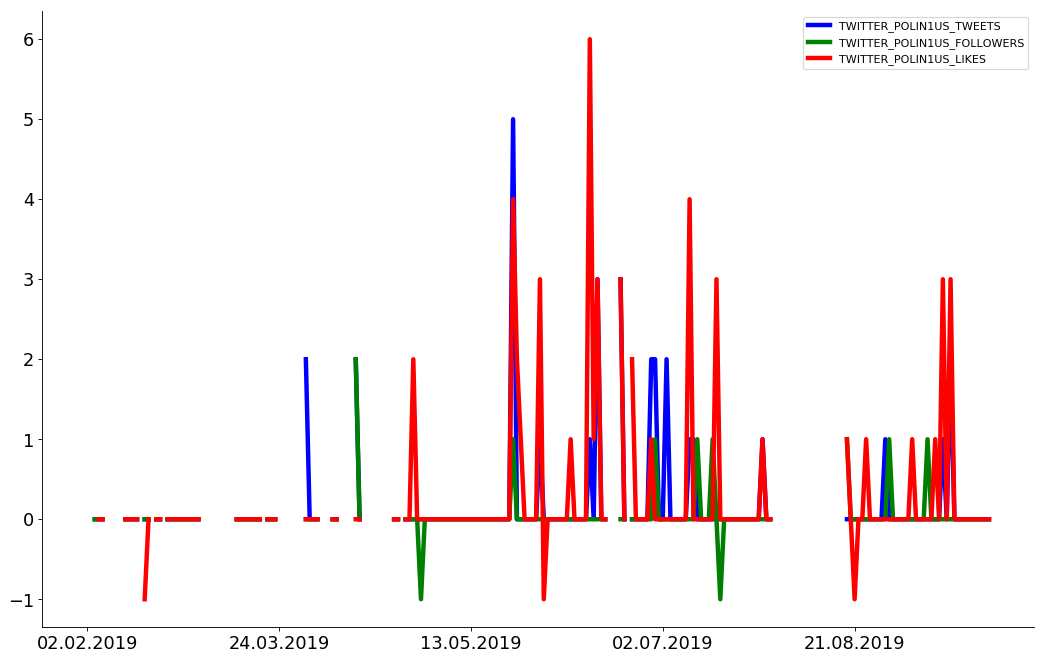 TWITTER_POLIN1US_TWEETS
TWITTER_POLIN1US_FOLLOWERS
TWITTER_POLIN1US_LIKES
6
5
4
3
2
1
0
−1
02.02.2019 24.03.2019 13.05.2019 02.07.2019 21.08.2019